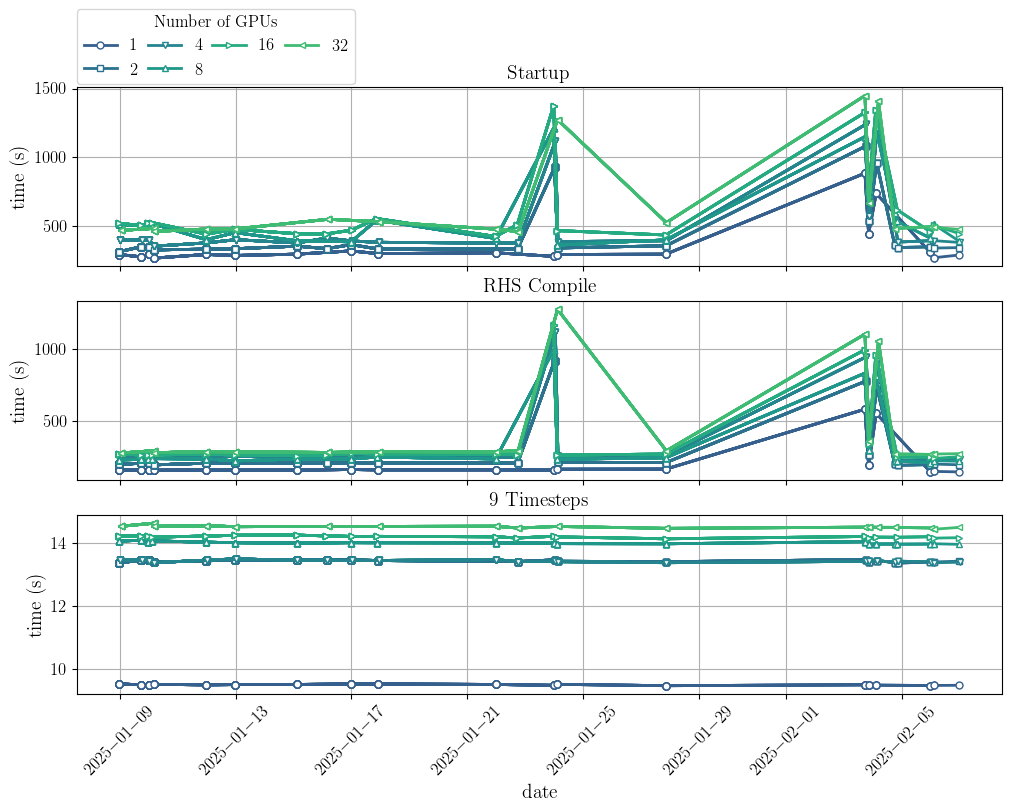 Number of GPUs
1 4 16 32
2 8
Startup
1500
1000
500
time (s)
RHS Compile
1000
500
time (s)
9 Timesteps
14
12
10
time (s)
2025−01−09 2025−01−13 2025−01−17 2025−01−21 2025−01−25 2025−01−29 2025−02−01 2025−02−05
date